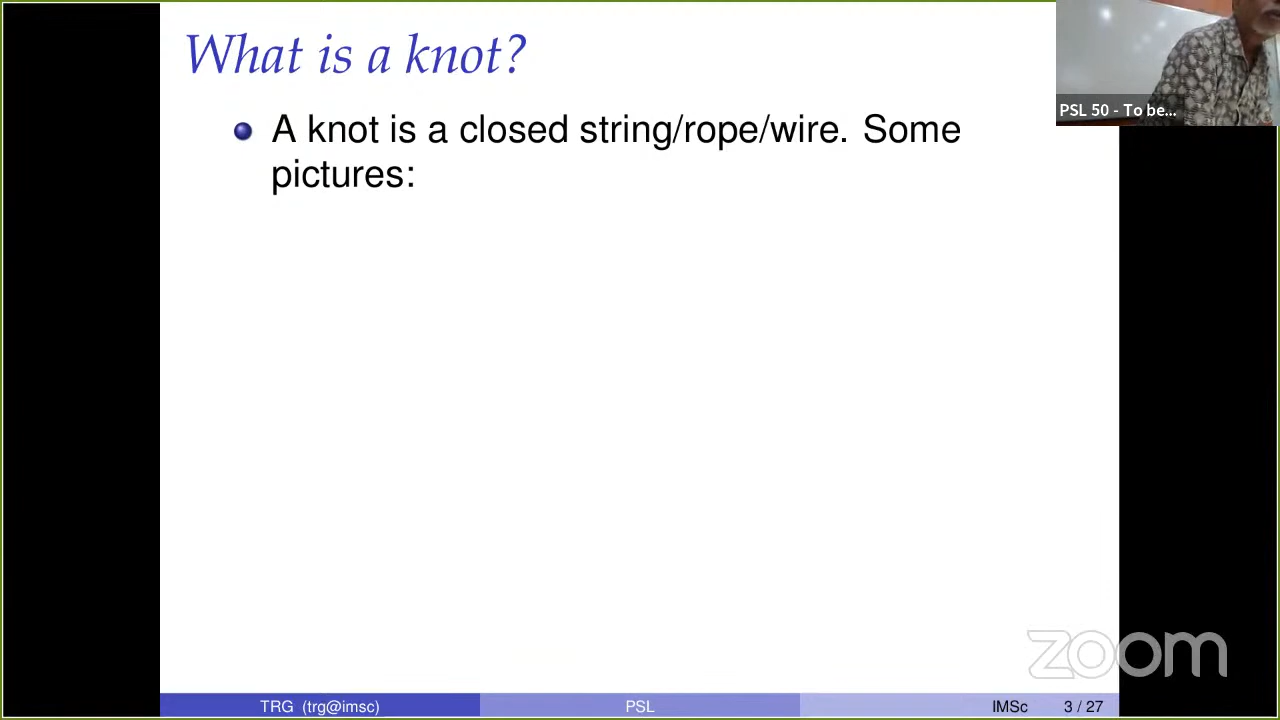 What is a knot?
A knot is a closed string/rope/wire. Some
pictures:
PSL 50 - To be...
zoom
TRG (trg@imsc) PSL IMSc 3 / 27